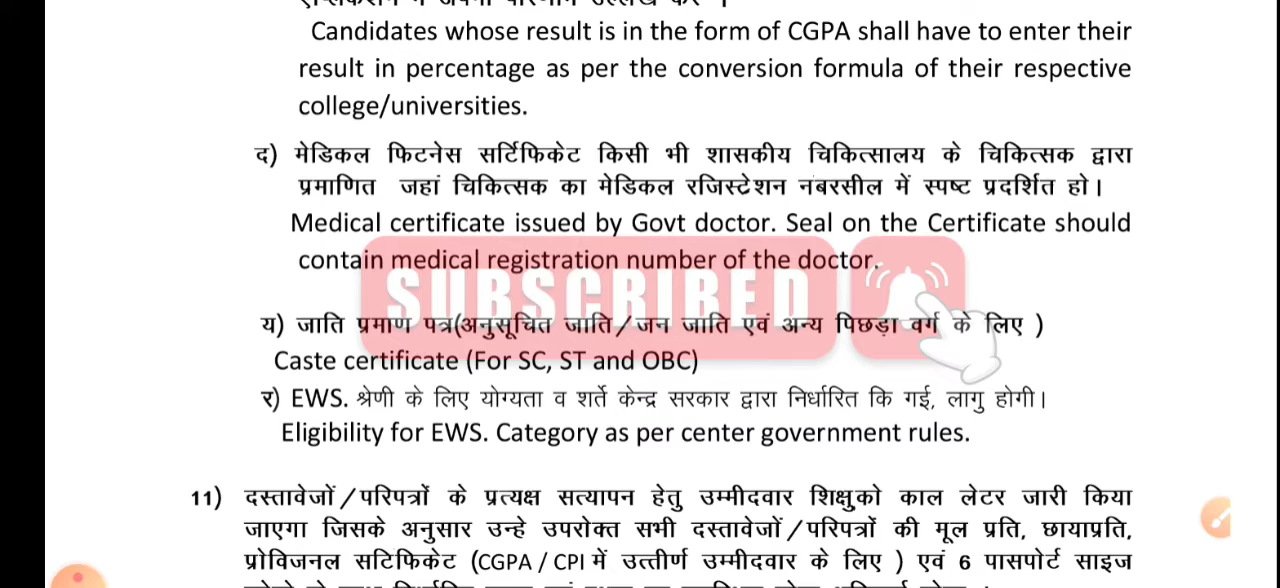 Candidates whose result is in the form of CGPA shall have to enter their
result in percentage as per the conversion formula of their respective
college/universities.
द) मेडिकल फिटनेस सर्टिफिकेट किसी भी शासकीय चिकित्सालय के चिकित्सक द्वारा
प्रमाणित जहां चिकित्सक का मेडिकल रजिस्टेशन नंबरसील में स्पष्ट प्रदर्शित हो।
Medical certificate issued by Govt doctor. Seal on the Certificate should
contain medical registration number of the doctor.
SUBSCRIBED
य) जाति प्रमाण पत्र(अनुसूचित जाति/जन जाति एवं अन्य पिछड़ा वर्ग के लिए )
Caste certificate (For SC, ST and OBC)
र) EWS. श्रेणी के लिए योग्यता व शर्ते केन्द्र सरकार द्वारा निर्धारित कि गई, लागु होगी।
Eligibility for EWS. Category as per center government rules.
11) दस्तावेजों/परिपत्रों के प्रत्यक्ष सत्यापन हेतु उम्मीदवार शिक्षुको काल लेटर जारी किया
जाएगा जिसके अनुसार उन्हे उपरोक्त सभी दस्तावेजों/परिपत्रों की मूल प्रति, छायाप्रति,
प्रोविजनल सटिफिकेट (CGPA / CPI में उत्तीर्ण उम्मीदवार के लिए ) एवं 6 पासपोर्ट साइज